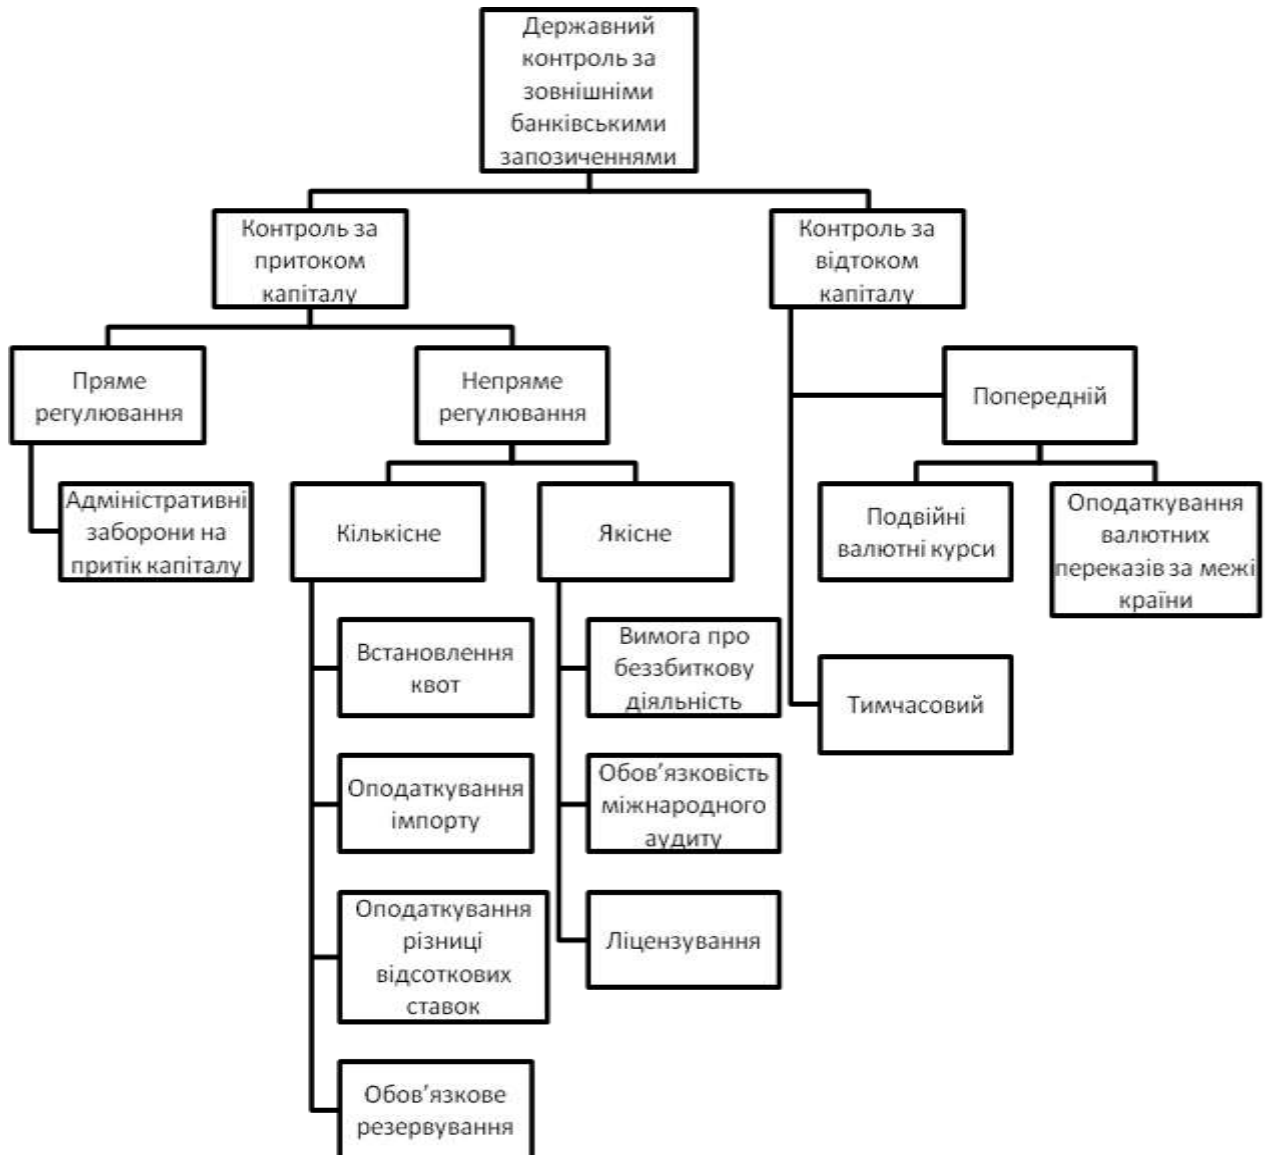 Державний
контроль за
зовнішніми
банківськими
запозиченнями
Контроль за
притоком
капіталу
Контроль за
відтоком
капіталу
Пряме
регулювання
Непряме
регулювання
Попередній
Адміністративні
заборони на
притік капіталу
Кількісне
Якісне
Подвійні
валютні курси
Оподаткування
валютних
переказів за межі
країни
Встановлення
квот
Вимога про
беззбиткову
діяльність
Тимчасовий
Оподаткування
імпорту
Обов’язковість
міжнародного
аудиту
Оподаткування
різниці
відсоткових
ставок
Ліцензування
Обов’язкове
резервування